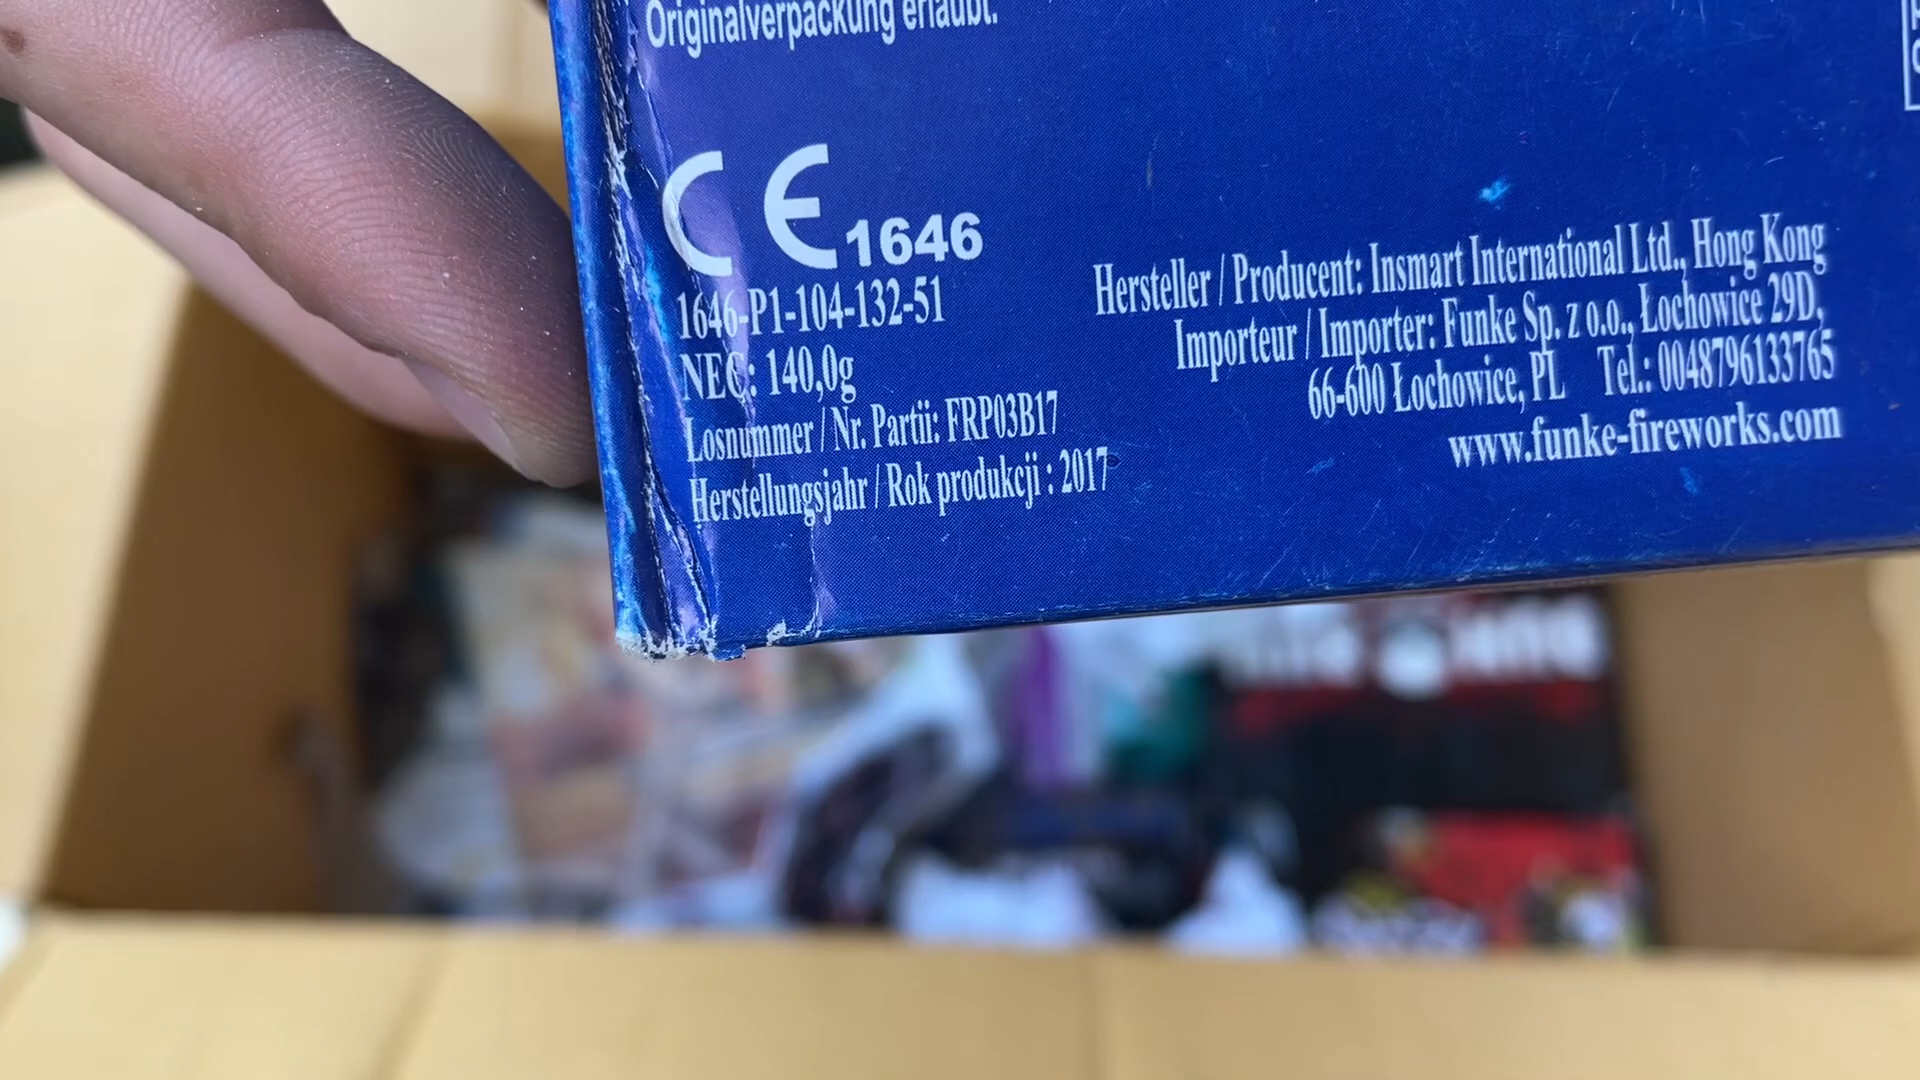 Originalverpackung erlaubt.
CE 1646
1646-P1-104-132-51
NEC: 140,0g
Losnummer / Nr. Partii: FRP03B17
Herstellungsjahr / Rok produkcji : 2017
Hersteller / Producent: Insmart International Ltd., Hong Kong
Importeur / Importer: Funke Sp. z o.o., Łochowice 29D,
66-600 Łochowice, PL Tel.: 0048796133765
www.funke-fireworks.com